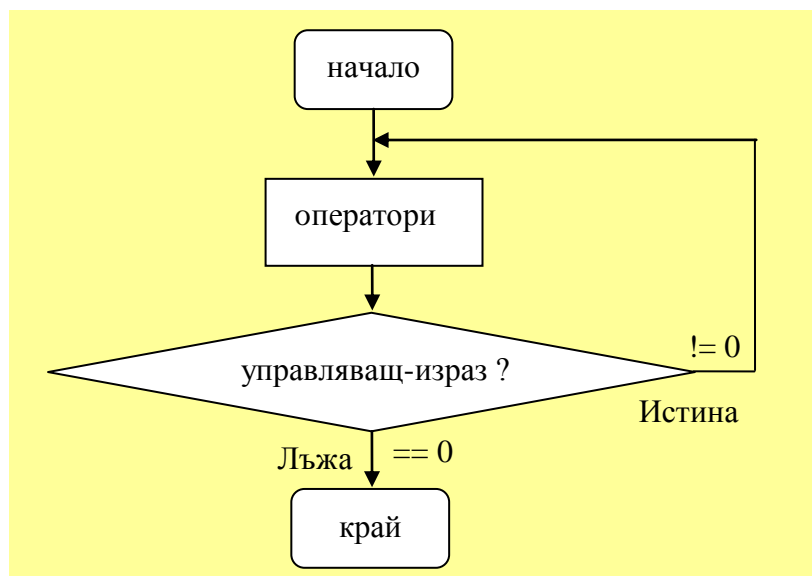 начало
оператори
!= 0
управляващ-израз ?
Истина
Лъжа == 0
край